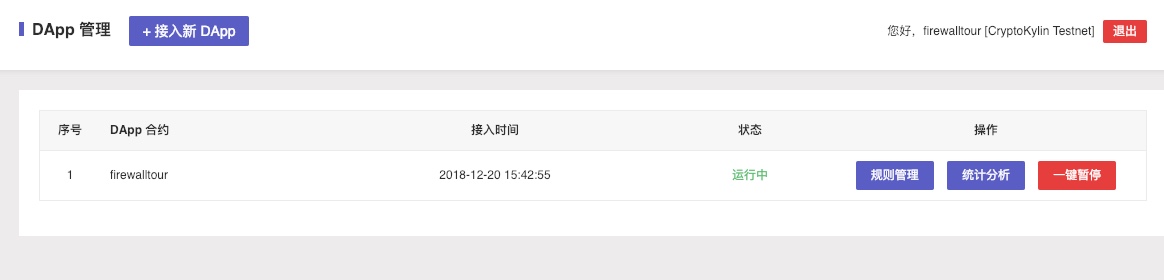 DApp 管理 + 接入新 DApp 您好，firewalltour [CryptoKylin Testnet] 退出
序号 DApp 合约 接入时间 状态 操作
1 firewalltour 2018-12-20 15:42:55 运行中 规则管理 统计分析 一键暂停